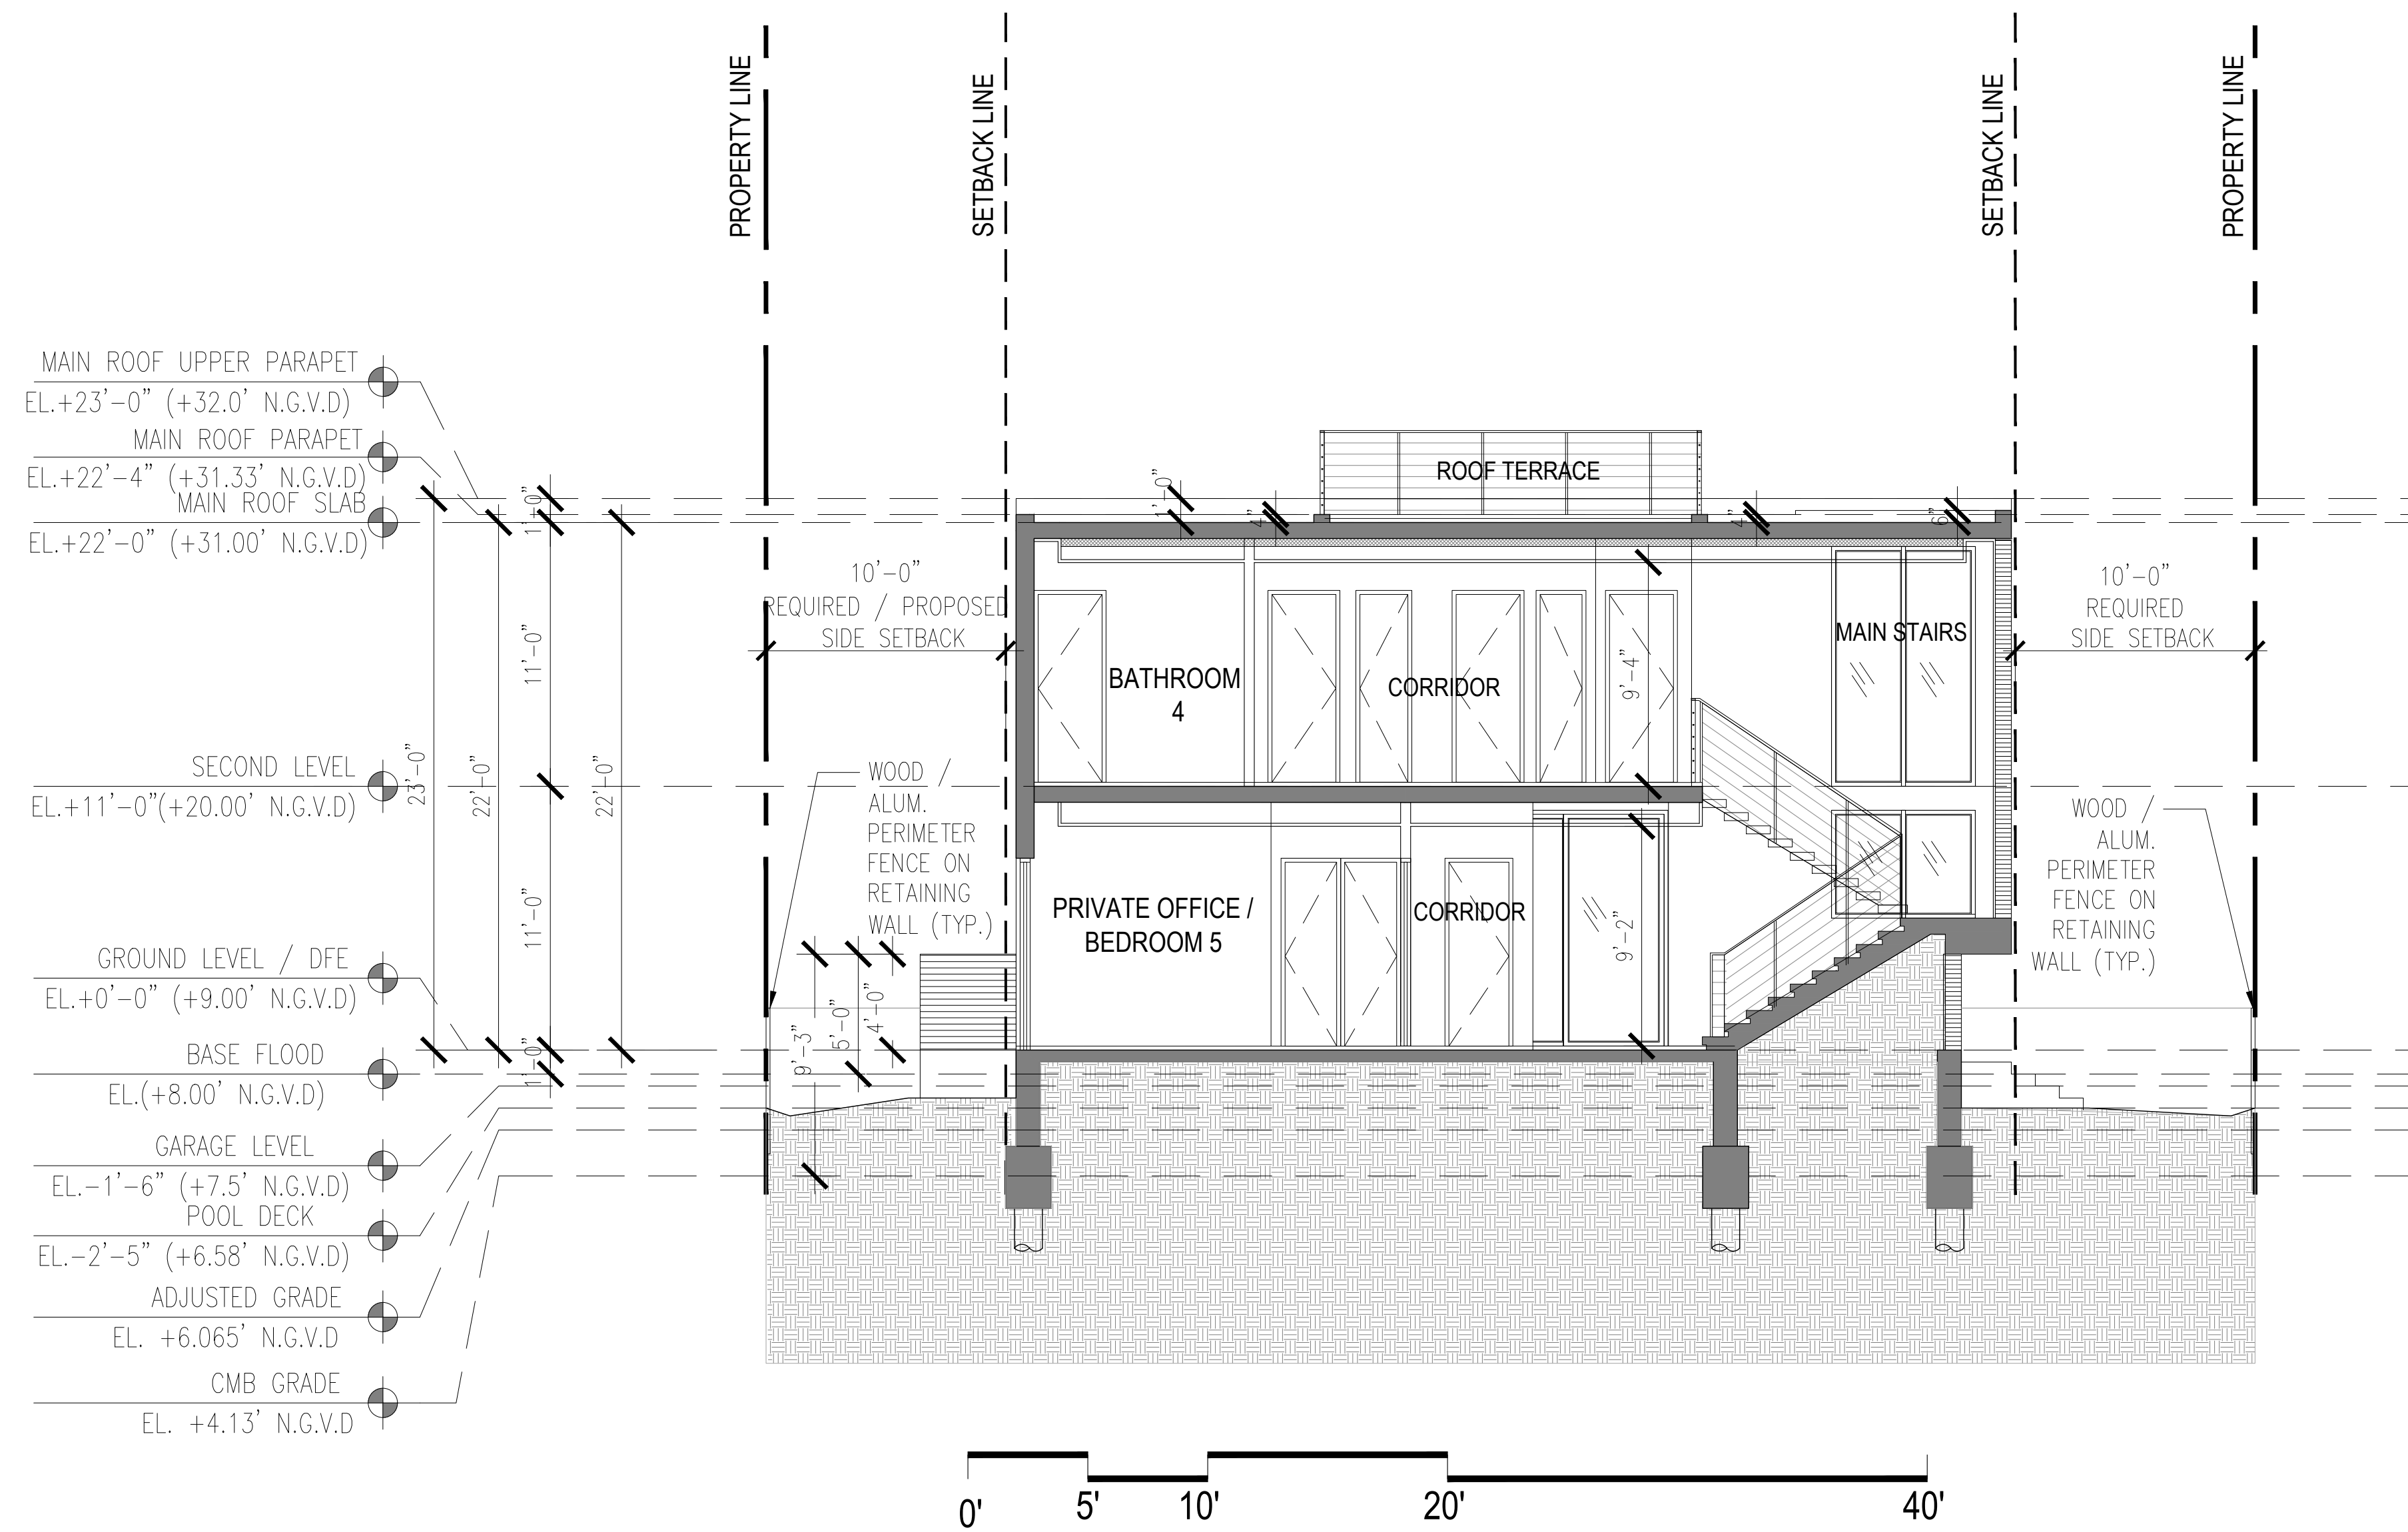 PROPERTY LINE
SETBACK LINE
SETBACK LINE
PROPERTY LINE
MAIN ROOF UPPER PARAPET
EL.+23'-0" (+32.0' N.G.V.D)
MAIN ROOF PARAPET
EL.+22'-4" (+31.33' N.G.V.D)
MAIN ROOF SLAB
EL.+22'-0" (+31.00' N.G.V.D)
SECOND LEVEL
EL.+11'-0"(+20.00' N.G.V.D)
GROUND LEVEL / DFE
EL.+0'-0" (+9.00' N.G.V.D)
BASE FLOOD
EL.(+8.00' N.G.V.D)
GARAGE LEVEL
EL.-1'-6" (+7.5' N.G.V.D)
POOL DECK
EL.-2'-5" (+6.58' N.G.V.D)
ADJUSTED GRADE
EL. +6.065' N.G.V.D
CMB GRADE
EL. +4.13' N.G.V.D
23'-0"
22'-0"
1'-0"
11'-0"
11'-0"
1'-0"
22'-0"
10'-0"
REQUIRED / PROPOSED
SIDE SETBACK
WOOD /
ALUM.
PERIMETER
FENCE ON
RETAINING
WALL (TYP.)
9'-3"
5'-0"
4'-0"
ROOF TERRACE
1'-0"
4"
4"
6"
BATHROOM
4
CORRIDOR
9'-4"
MAIN STAIRS
PRIVATE OFFICE /
BEDROOM 5
CORRIDOR
9'-2"
10'-0"
REQUIRED
SIDE SETBACK
WOOD /
ALUM.
PERIMETER
FENCE ON
RETAINING
WALL (TYP.)
0'
5'
10'
20'
40'